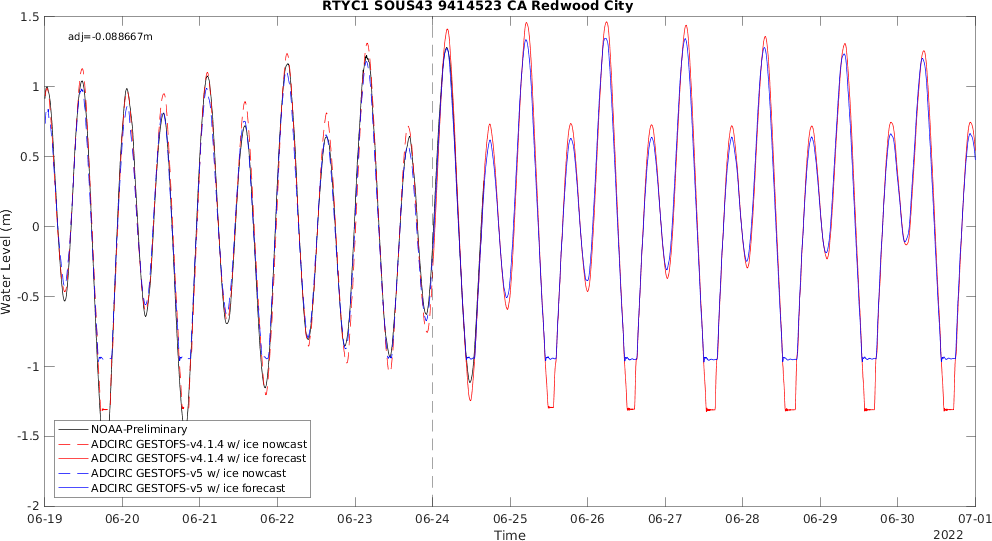 RTYC1 SOUS43 9414523 CA Redwood City
adj=-0.088667m
1.5
1
0.5
0
-0.5
-1
-1.5
-2
Water Level (m)
NOAA-Preliminary
ADCIRC GESTOFS-v4.1.4 w/ ice nowcast
ADCIRC GESTOFS-v4.1.4 w/ ice forecast
ADCIRC GESTOFS-v5 w/ ice nowcast
ADCIRC GESTOFS-v5 w/ ice forecast
06-19 06-20 06-21 06-22 06-23 06-24 06-25 06-26 06-27 06-28 06-29 06-30 07-01
Time
2022